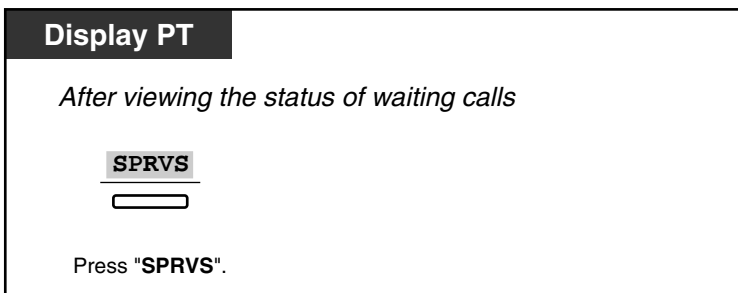 Display PT
After viewing the status of waiting calls
SPRVS
Press "SPRVS".